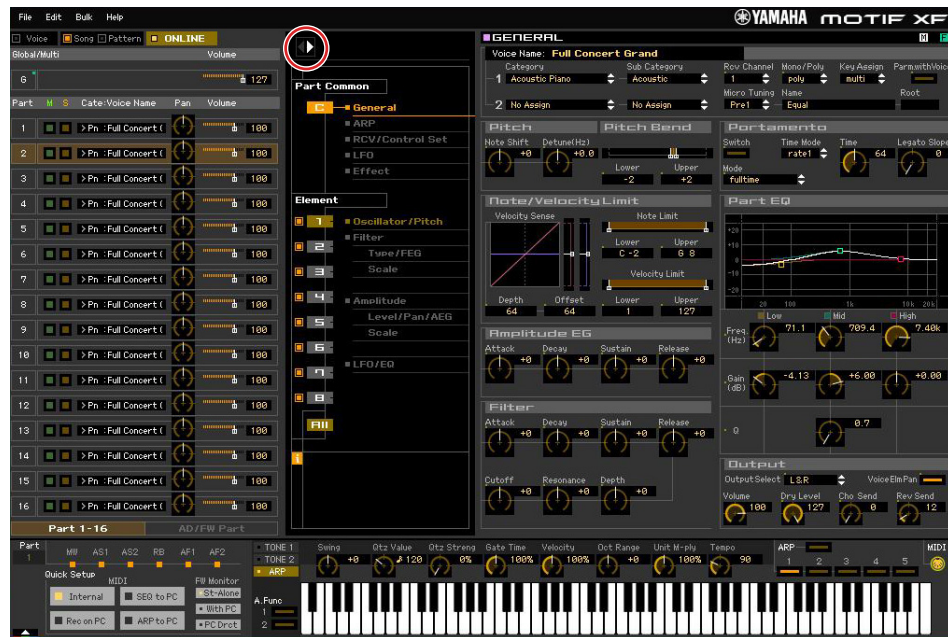 File Edit Bulk Help
YAMAHA MOTIF XF
Voice Song Pattern ONLINE
Global/Multi Volume
G 127
Part M S Cate:Voice Name Pan Volume
1 >Pn :Full Concert ( 100
2 >Pn :Full Concert ( 100
3 >Pn :Full Concert ( 100
4 >Pn :Full Concert ( 100
5 >Pn :Full Concert ( 100
6 >Pn :Full Concert ( 100
7 >Pn :Full Concert ( 100
8 >Pn :Full Concert ( 100
9 >Pn :Full Concert ( 100
10 >Pn :Full Concert ( 100
11 >Pn :Full Concert ( 100
12 >Pn :Full Concert ( 100
13 >Pn :Full Concert ( 100
14 >Pn :Full Concert ( 100
15 >Pn :Full Concert ( 100
16 >Pn :Full Concert ( 100
Part 1-16 AD/FW Part
Part Common
C General
ARP
RCV/Control Set
LFO
Effect
Element
1 Oscillator/Pitch
2 Filter
Type/FEG
3 Scale
4 Amplitude
5 Level/Pan/AEG
Scale
6
7 LFO/EQ
8
All
i
GENERAL M
Voice Name: Full Concert Grand
Category Sub Category Rcv Channel Mono/Poly Key Assign Parm.withVoice
1 Acoustic Piano Acoustic 1 poly multi
Micro Tuning Name Root
2 No Assign No Assign Pre1 Equal
Pitch Pitch Bend Portamento
Note Shift Detune(Hz) Switch Time Mode Time Legato Slope
+0 +0.0 rate1 64 0
Lower Upper Mode
-2 +2 fulltime
Note/Velocity Limit Part EQ
Velocity Sense Note Limit
Lower Upper
C -2 G 8
Velocity Limit
Depth Offset Lower Upper
64 64 1 127
+20
+10
0
-10
-20
20 100 1k 10k 20k
Low Mid High
Freq. (Hz) 71.1 709.4 7.40k
Gain (dB) -4.13 +6.00 +0.00
Q 0.7
Amplitude EG
Attack Decay Sustain Release
+0 +0 +0 +0
Filter
Attack Decay Sustain Release
+0 +0 +0 +0
Cutoff Resonance Depth
+0 +0 +0
Output
OutputSelect L&R VoiceElmPan
Volume Dry Level Cho Send Rev Send
100 127 0 12
Part
1
MW AS1 AS2 RB AF1 AF2
Quick Setup MIDI FW Monitor
Internal SEQ to PC St-Alone
With PC
Rec on PC ARP to PC PC Drct
TONE 1
TONE 2
ARP
Swing Qtz Value Qtz Streng Gate Time Velocity Oct Range Unit M-ply Tempo
+0 120 0% 100% 100% +0 100% 90
ARP MIDI
1 2 3 4 5
A.Func
1
2